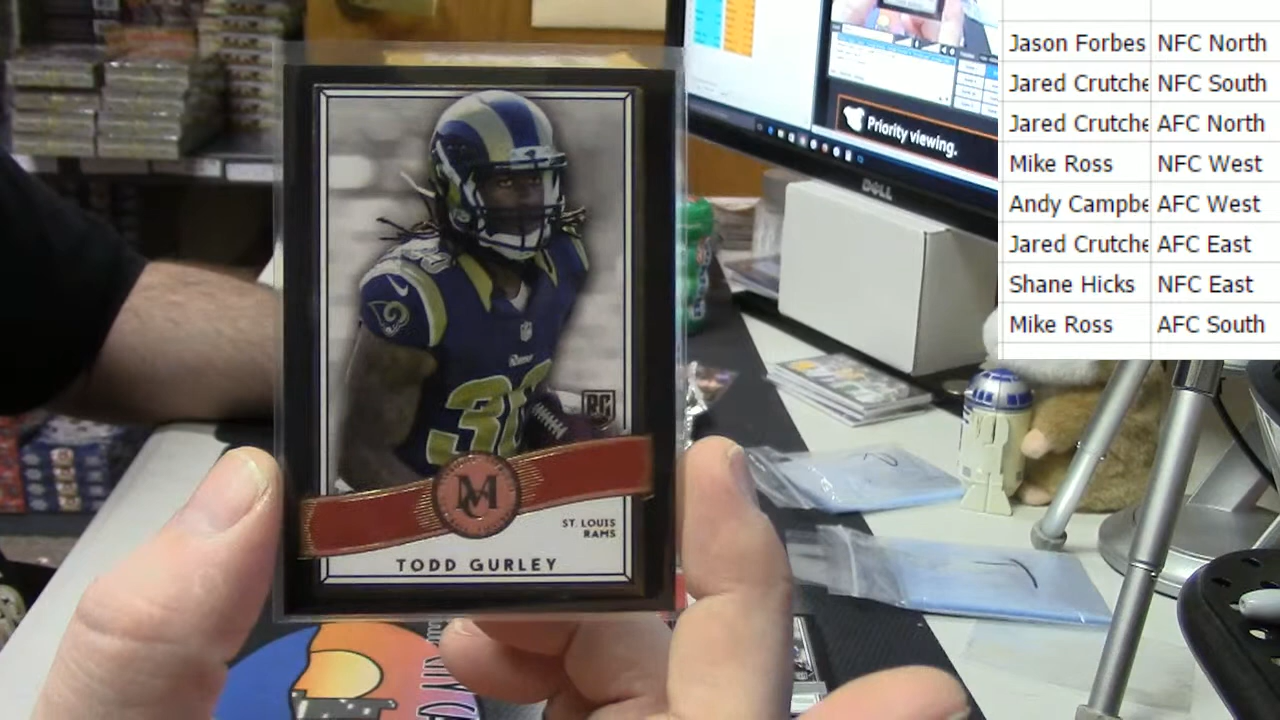 Jason Forbes NFC North
Jared Crutche NFC South
Jared Crutche AFC North
Mike Ross NFC West
Andy Campbe AFC West
Jared Crutche AFC East
Shane Hicks NFC East
Mike Ross AFC South
Priority viewing.
DELL
30
RC
M
ST. LOUIS
RAMS
TODD GURLEY